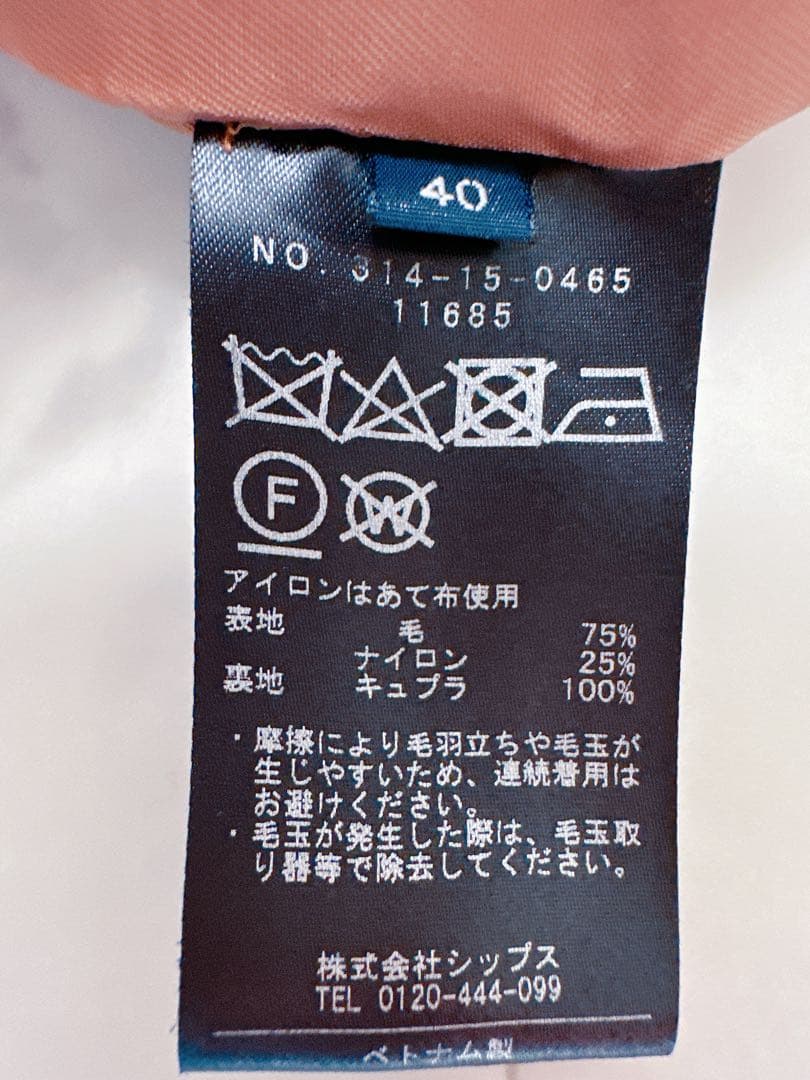 40
NO. 314-15-0465
11685
F
W
アイロンはあて布使用
表地 毛 75%
ナイロン 25%
裏地 キュプラ 100%
・摩擦により毛羽立ちや毛玉が
生じやすいため、連続着用は
お避けください。
・毛玉が発生した際は、毛玉取
り器等で除去してください。
株式会社シップス
TEL 0120-444-099
ベトナム製